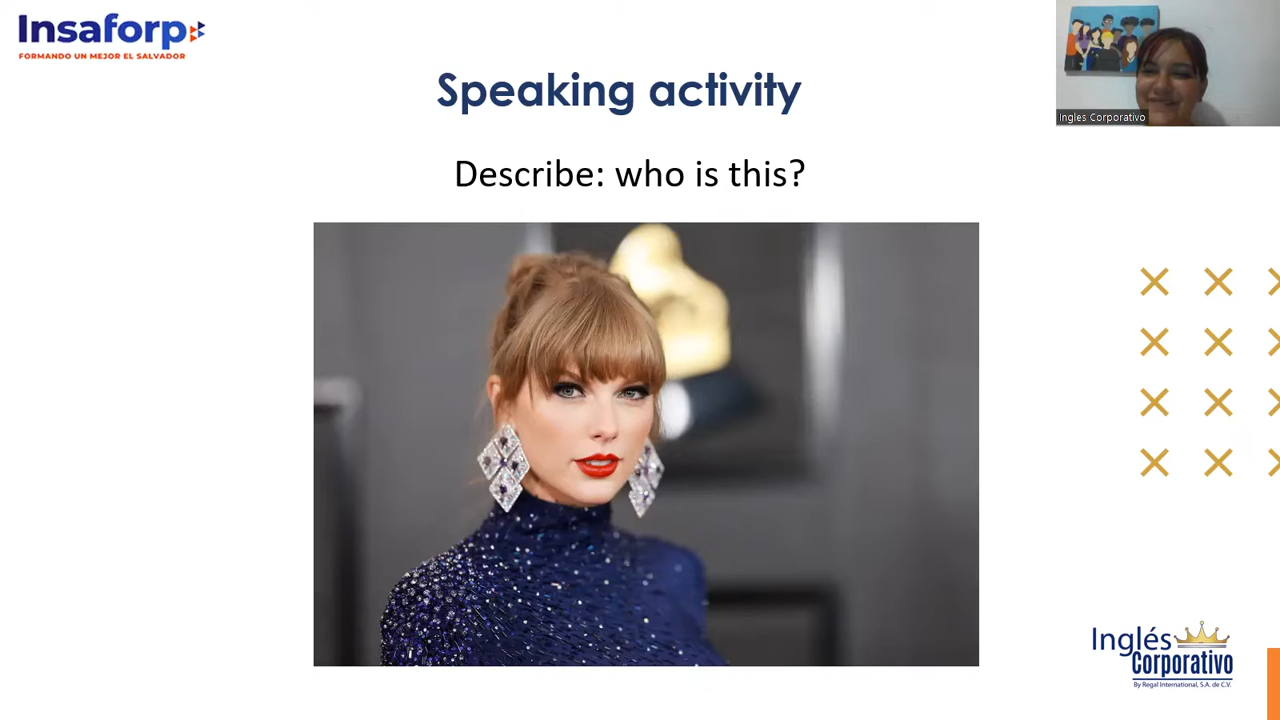 Insaforp
FORMANDO UN MEJOR EL SALVADOR
Speaking activity
Ingles Corporativo
Describe: who is this?
Inglés
Corporativo
By Regal International, S.A. de C.V.